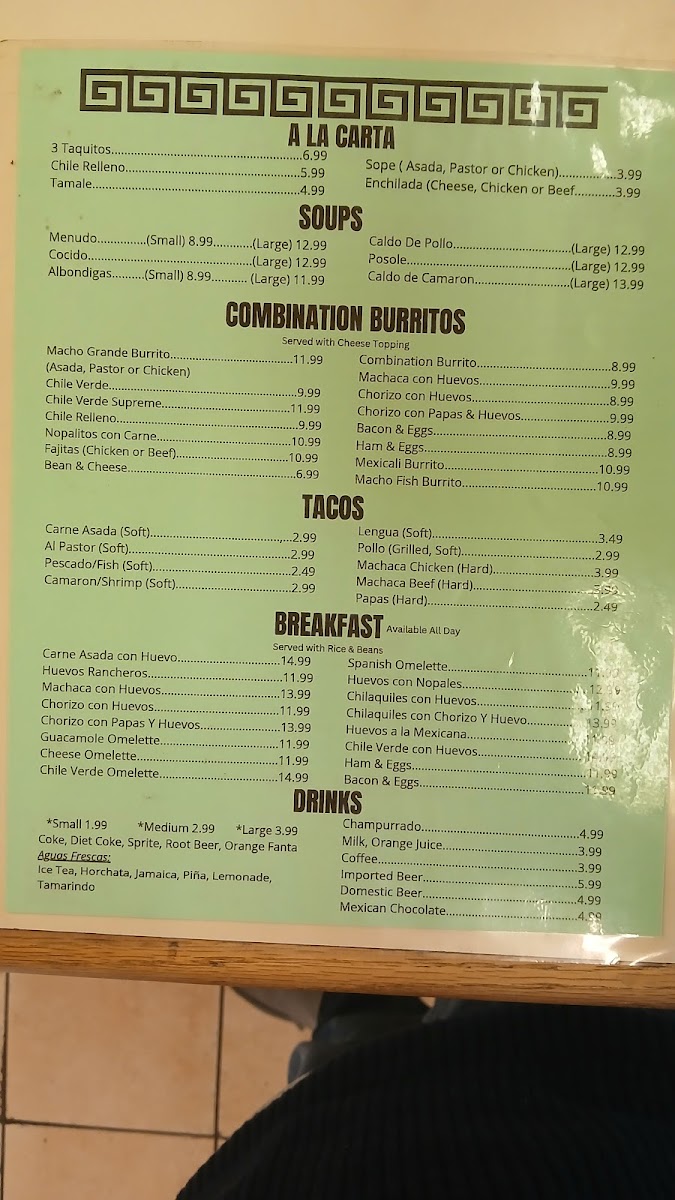 A LA CARTA
3 Taquitos....................................................6.99
Chile Relleno...............................................5.99
Tamale.........................................................4.99
Sope ( Asada, Pastor or Chicken)................3.99
Enchilada (Cheese, Chicken or Beef............3.99
SOUPS
Menudo..............(Small) 8.99...........(Large) 12.99
Cocido..............................................(Large) 12.99
Albondigas.........(Small) 8.99.......... (Large) 11.99
Caldo De Pollo.................................(Large) 12.99
Posole..............................................(Large) 12.99
Caldo de Camaron...........................(Large) 13.99
COMBINATION BURRITOS
Served with Cheese Topping
Macho Grande Burrito..................................11.99
(Asada, Pastor or Chicken)
Chile Verde.....................................................9.99
Chile Verde Supreme....................................11.99
Chile Relleno..................................................9.99
Nopalitos con Carne.....................................10.99
Fajitas (Chicken or Beef)...............................10.99
Bean & Cheese...............................................6.99
Combination Burrito......................................8.99
Machaca con Huevos.....................................9.99
Chorizo con Huevos.......................................8.99
Chorizo con Papas & Huevos.........................9.99
Bacon & Eggs.................................................8.99
Ham & Eggs...................................................8.99
Mexicali Burrito...........................................10.99
Macho Fish Burrito......................................10.99
TACOS
Carne Asada (Soft).........................................2.99
Al Pastor (Soft)..............................................2.99
Pescado/Fish (Soft)........................................2.49
Camaron/Shrimp (Soft)..................................2.99
Lengua (Soft)..................................................3.49
Pollo (Grilled, Soft).........................................2.99
Machaca Chicken (Hard)................................3.99
Machaca Beef (Hard).................................
Papas (Hard)..................................................2.49
BREAKFAST Available All Day
Served with Rice & Beans
Carne Asada con Huevo.............................14.99
Huevos Rancheros.....................................11.99
Machaca con Huevos.................................13.99
Chorizo con Huevos...................................11.99
Chorizo con Papas Y Huevos......................13.99
Guacamole Omelette.................................11.99
Cheese Omelette........................................11.99
Chile Verde Omelette.................................14.99
Spanish Omelette.......................................
Huevos con Nopales...................................
Chilaquiles con Huevos..............................
Chilaquiles con Chorizo Y Huevo................13.99
Huevos a la Mexicana.................................
Chile Verde con Huevos..............................
Ham & Eggs................................................11.99
Bacon & Eggs..............................................
DRINKS
*Small 1.99 *Medium 2.99 *Large 3.99
Coke, Diet Coke, Sprite, Root Beer, Orange Fanta
Aguas Frescas:
Ice Tea, Horchata, Jamaica, Piña, Lemonade,
Tamarindo
Champurrado.............................................4.99
Milk, Orange Juice......................................3.99
Coffee.........................................................3.99
Imported Beer............................................5.99
Domestic Beer............................................4.99
Mexican Chocolate.....................................4.99